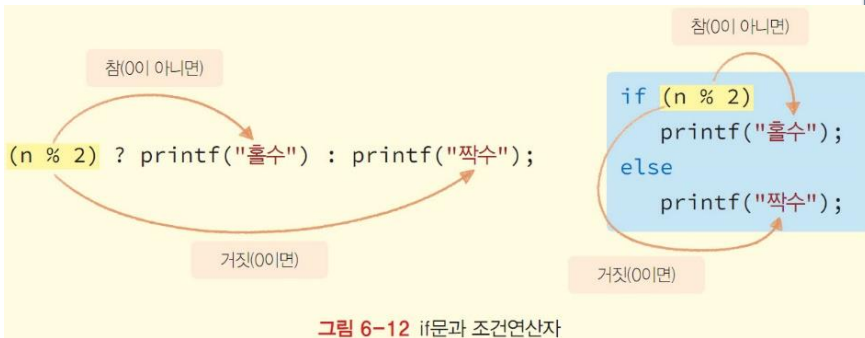 참(0이 아니면)
(n % 2) ? printf("홀수") : printf("짝수");
거짓(0이면)
참(0이 아니면)
if (n % 2)
printf("홀수");
else
printf("짝수");
거짓(0이면)
그림 6-12 if문과 조건연산자